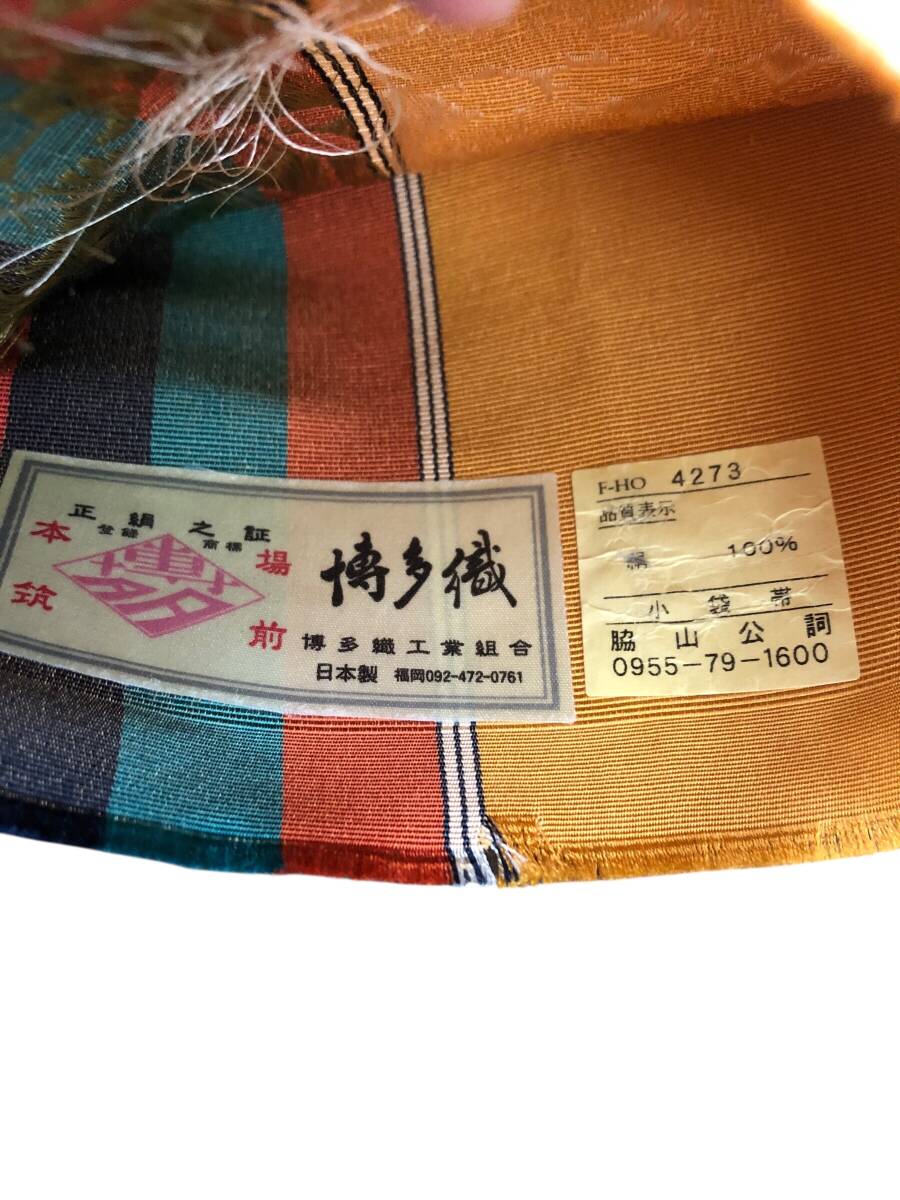 正絹之証
登録商標
本場
筑前
博多
博多織
博多織工業組合
日本製 福岡092-472-0761
F-HO 4273
品質表示
絹 100%
小袋帯
脇山公詞
0955-79-1600